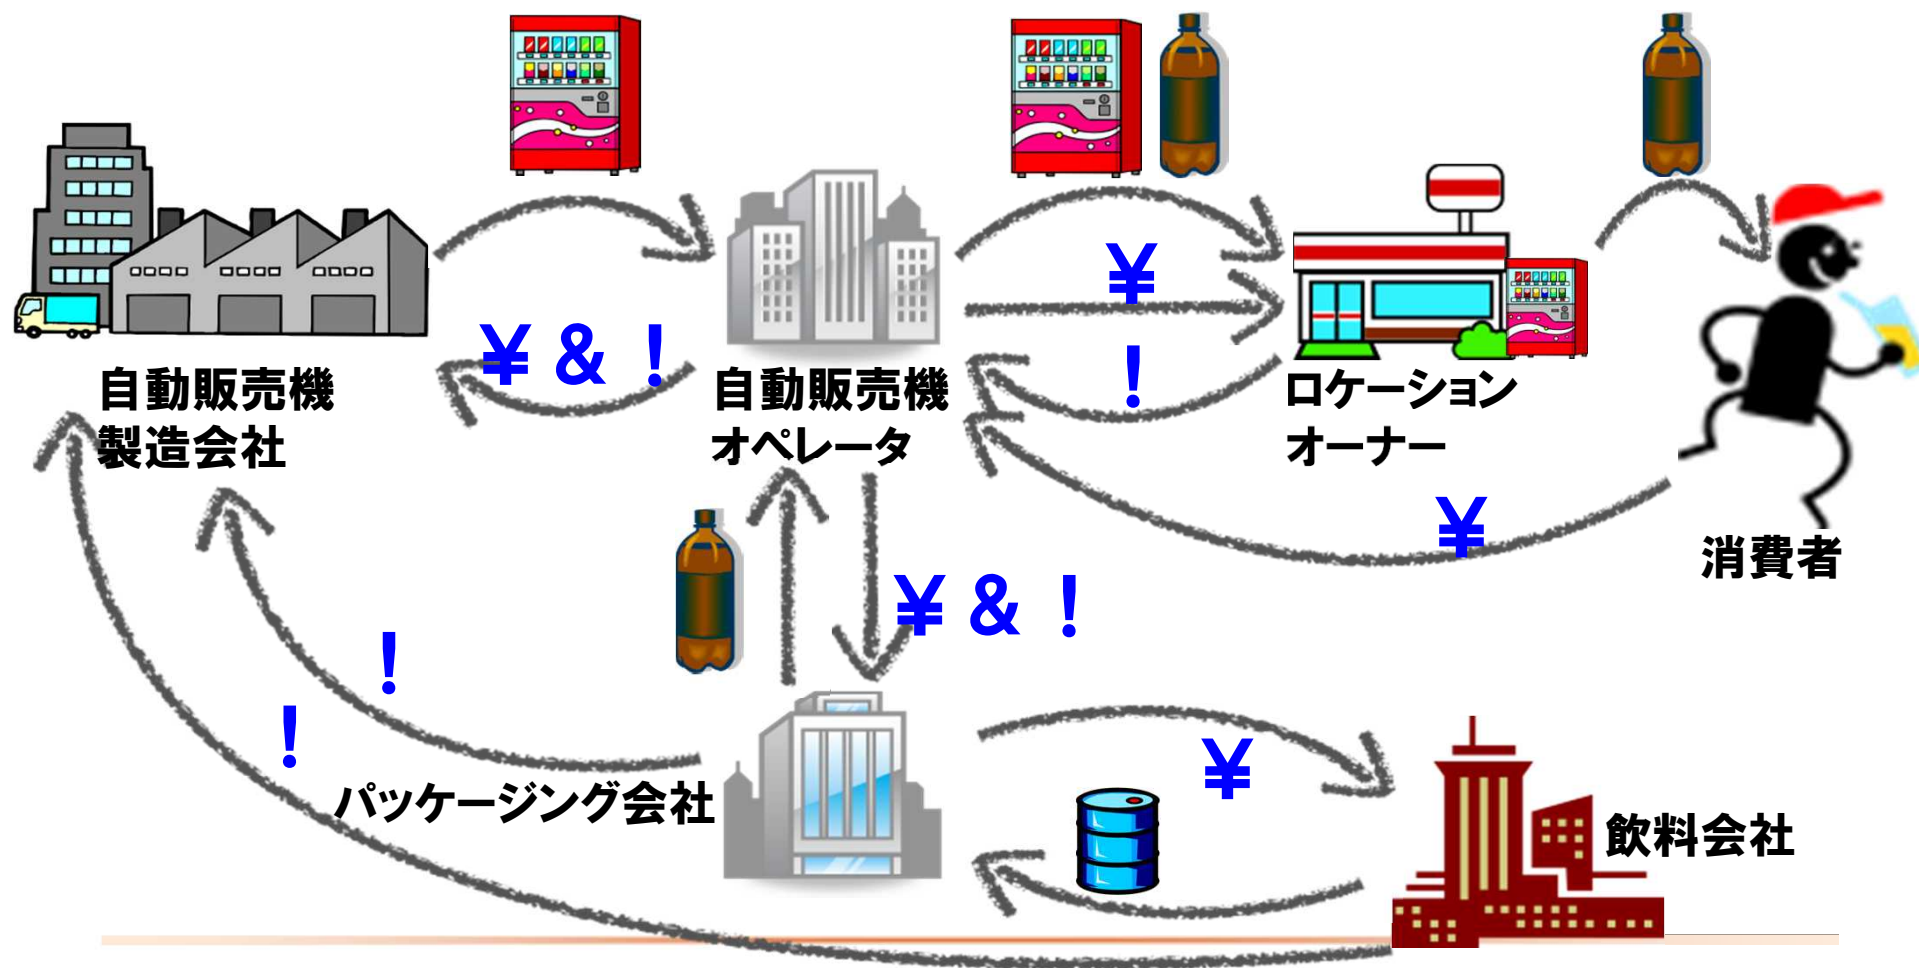 ¥
¥ & !
!
自動販売機
製造会社
自動販売機
オペレータ
ロケーション
オーナー
¥
消費者
¥ & !
!
!
¥
パッケージング会社
飲料会社